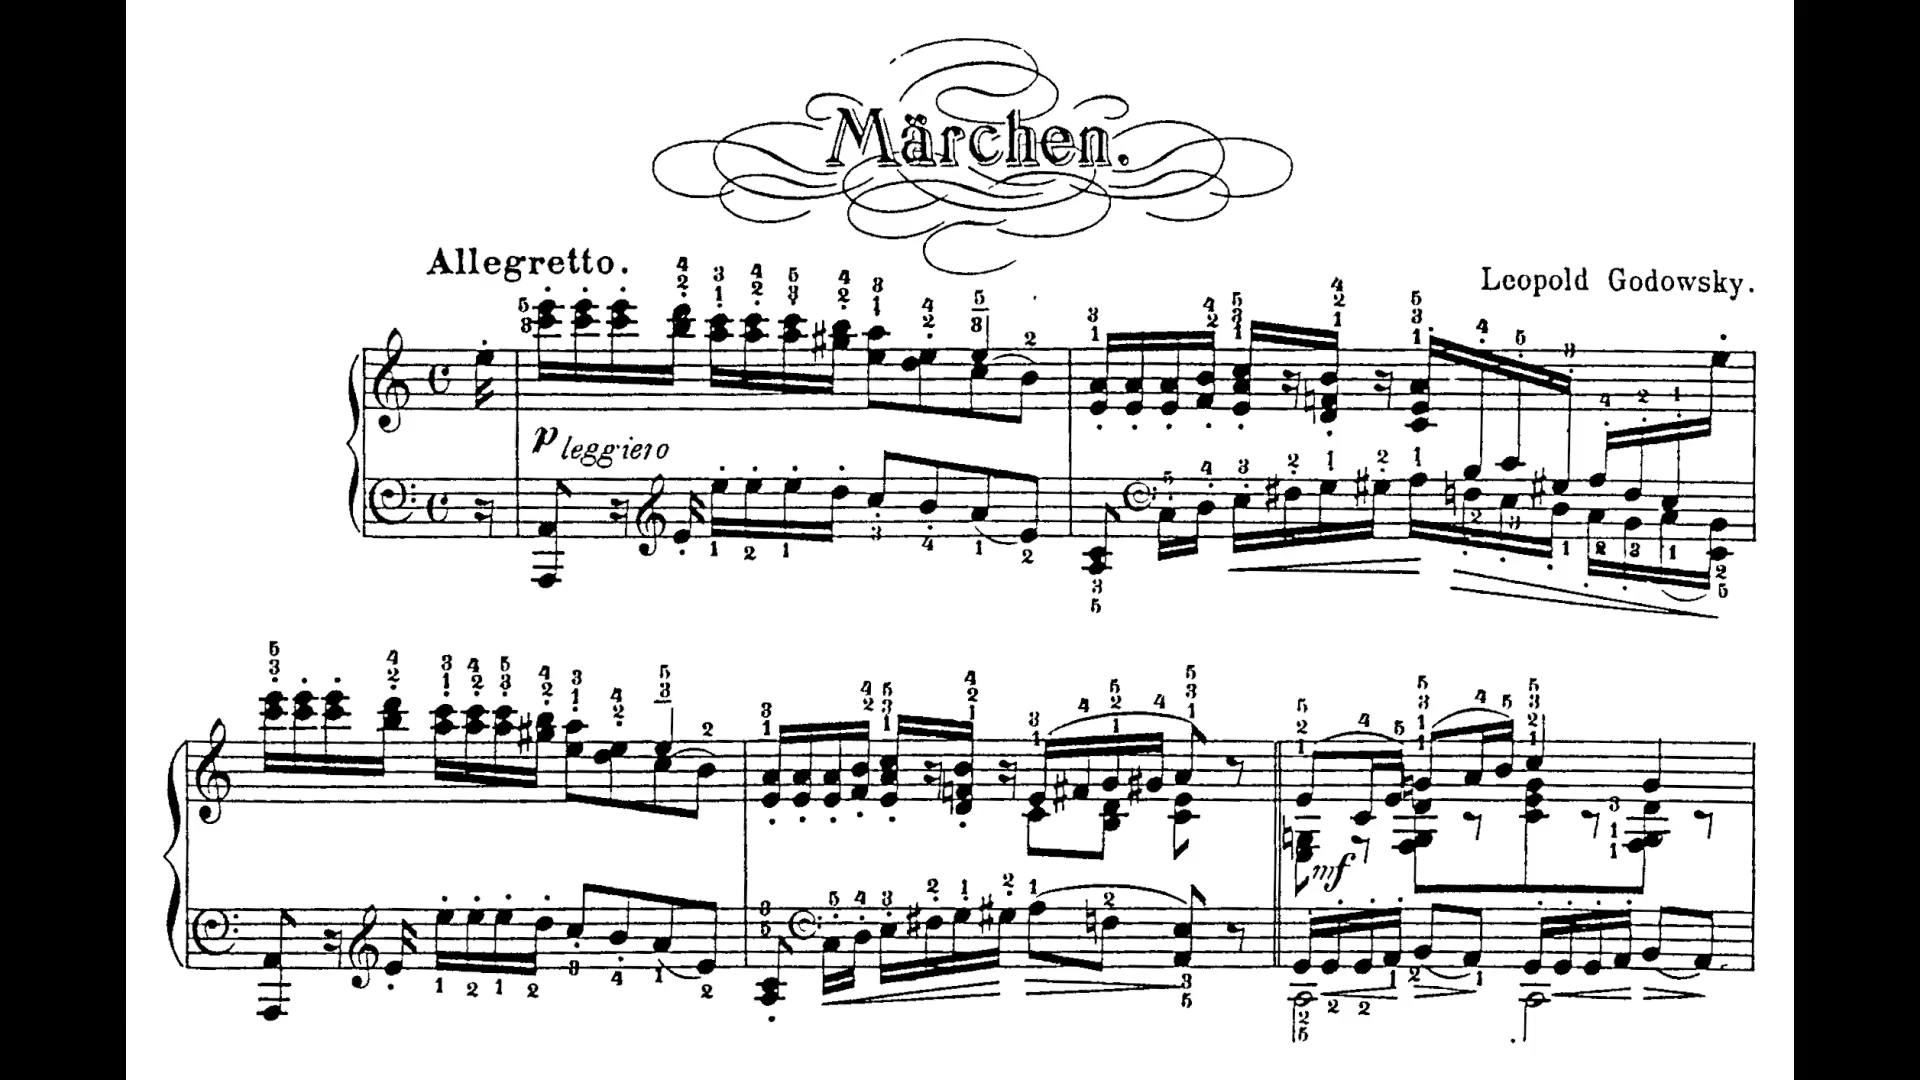 Märchen.
Allegretto.
Leopold Godowsky.
p leggiero
mf